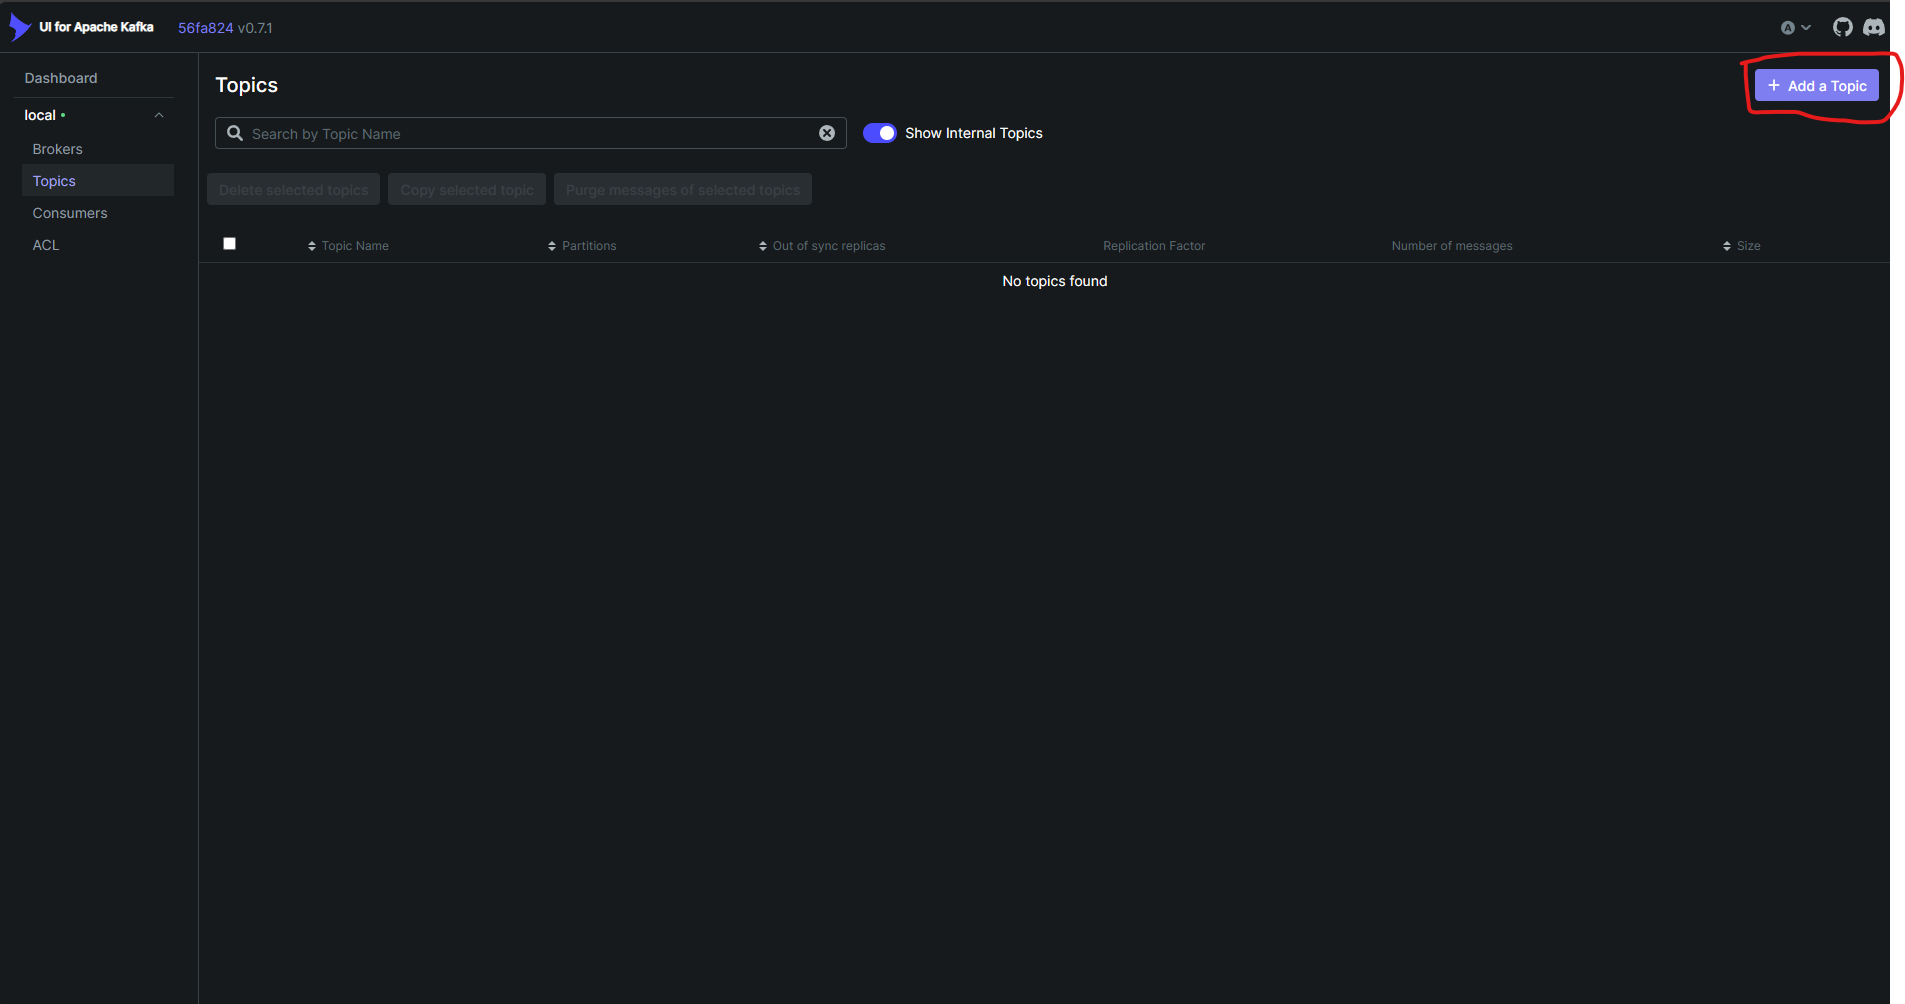 UI for Apache Kafka 56fa824 v0.7.1 A
Dashboard
local
Brokers
Topics
Consumers
ACL
Topics
+ Add a Topic
Search by Topic Name
Show Internal Topics
Delete selected topics Copy selected topic Purge messages of selected topics
Topic Name Partitions Out of sync replicas Replication Factor Number of messages Size
No topics found